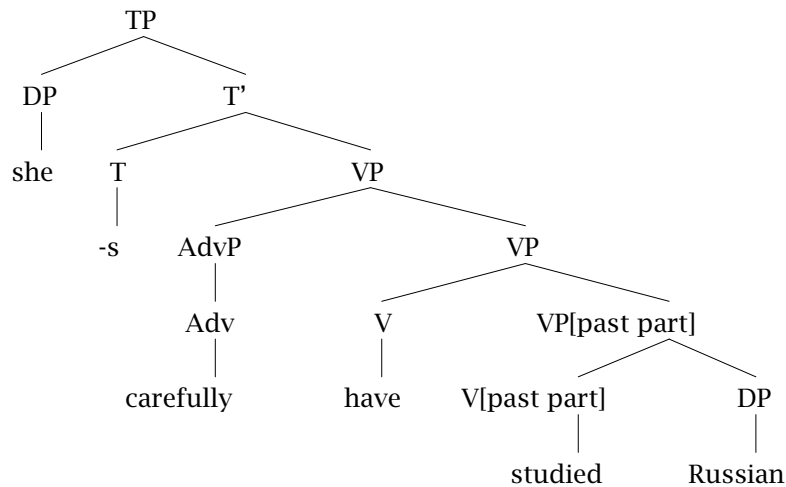 TP
DP T’
she T VP
-s AdvP VP
Adv V VP[past part]
carefully have V[past part] DP
studied Russian